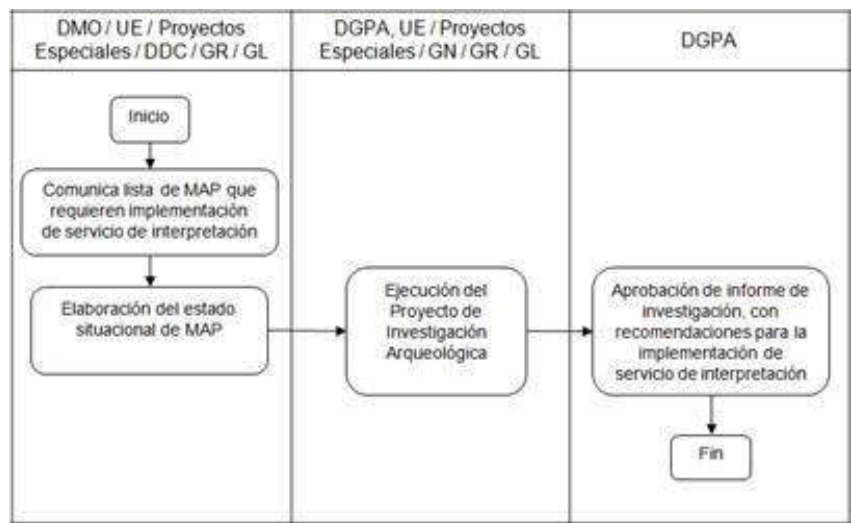 DMO / UE / Proyectos
Especiales / DDC / GR / GL
DGPA, UE / Proyectos
Especiales / GN / GR / GL
DGPA
Inicio
Comunica lista de MAP que
requieren implementación
de servicio de interpretación
Elaboración del estado
situacional de MAP
Ejecución del
Proyecto de
Investigación
Arqueológica
Aprobación de informe de
investigación, con
recomendaciones para la
implementación de
servicio de interpretación
Fin